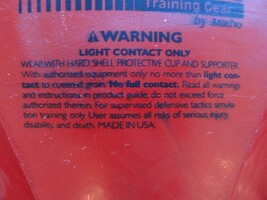 Training Gear
by Macho
WARNING
LIGHT CONTACT ONLY
WEAR WITH HARD SHELL PROTECTIVE CUP AND SUPPORTER.
With authorized equipment only: no more than light con-
tact to covered groin. No full contact. Read all warnings
and instructions in product guide; do not exceed force
authorized therein. For supervised defensive tactics simula-
tion training only. User assumes all risks of serious injury,
disability, and death. MADE IN USA.